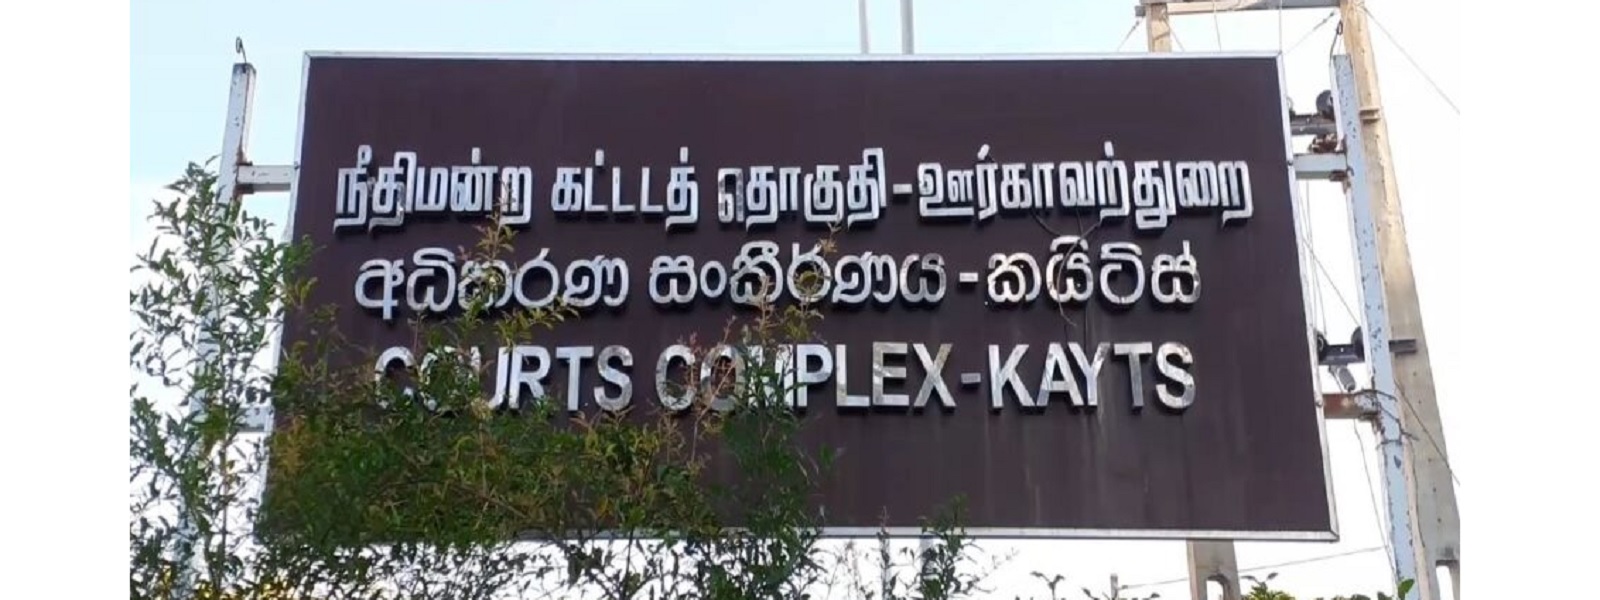 நீதிமன்ற கட்டடத் தொகுதி - ஊர்காவற்துறை
අධිකරණ සංකීර්ණය - කයිට්ස්
COURTS COMPLEX-KAYTS